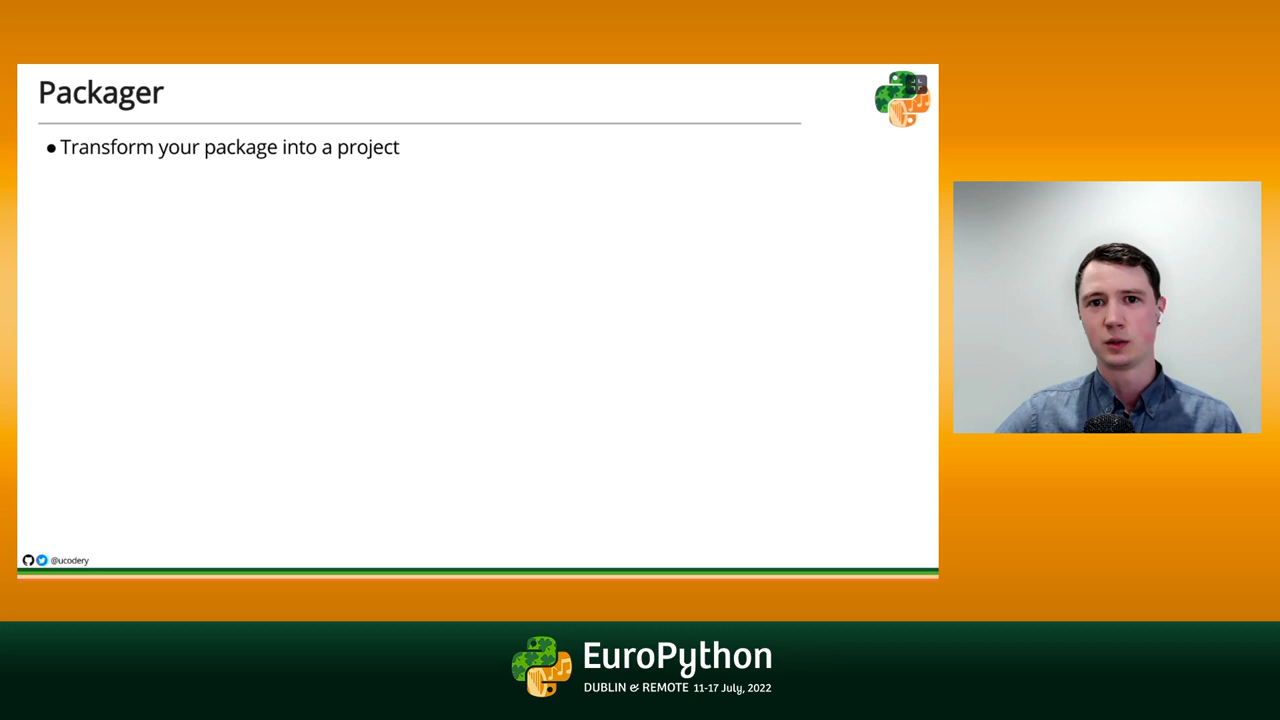 Packager
● Transform your package into a project
@ucodery
EuroPython
DUBLIN & REMOTE 11-17 July, 2022